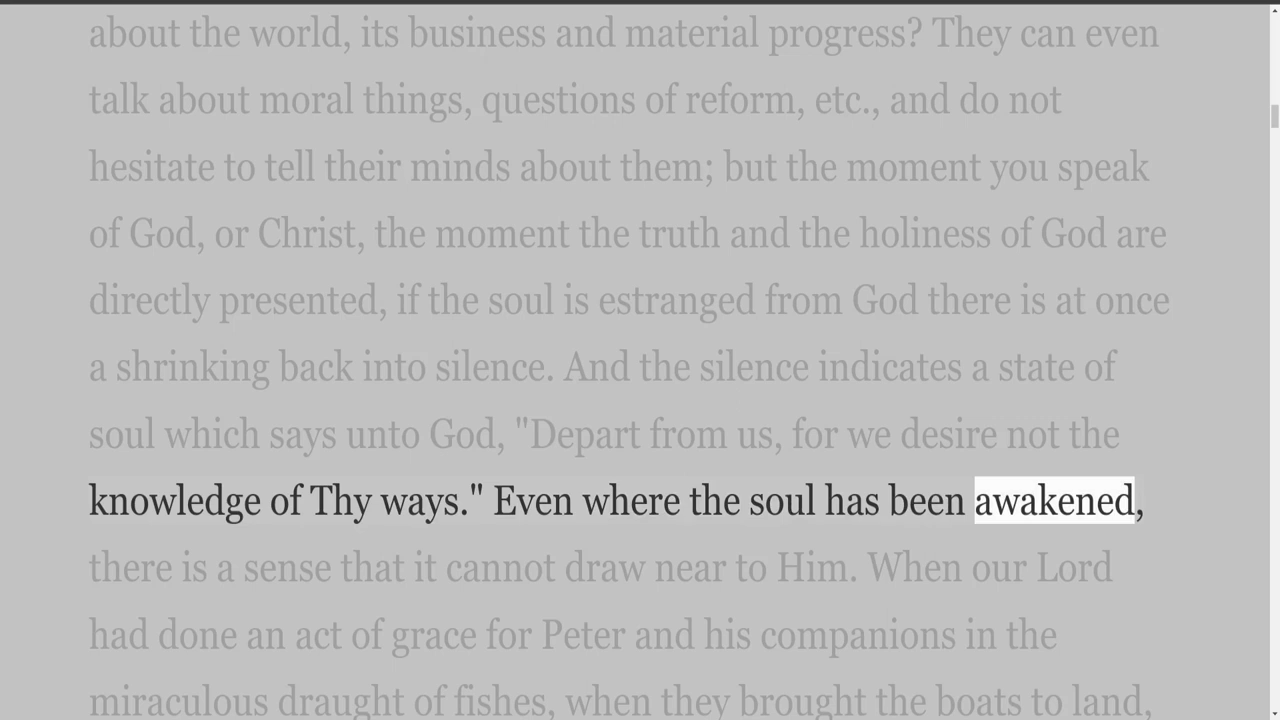 about the world, its business and material progress? They can even
talk about moral things, questions of reform, etc., and do not
hesitate to tell their minds about them; but the moment you speak
of God, or Christ, the moment the truth and the holiness of God are
directly presented, if the soul is estranged from God there is at once
a shrinking back into silence. And the silence indicates a state of
soul which says unto God, "Depart from us, for we desire not the
knowledge of Thy ways." Even where the soul has been awakened,
there is a sense that it cannot draw near to Him. When our Lord
had done an act of grace for Peter and his companions in the
miraculous draught of fishes, when they brought the boats to land,